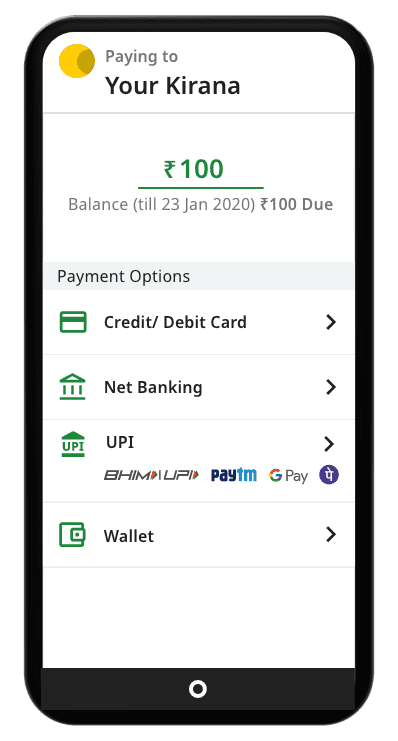 Paying to
Your Kirana
₹100
Balance (till 23 Jan 2020) ₹100 Due
Payment Options
Credit/ Debit Card
Net Banking
UPI
UPI
BHIM UPI Paytm G Pay पे
Wallet